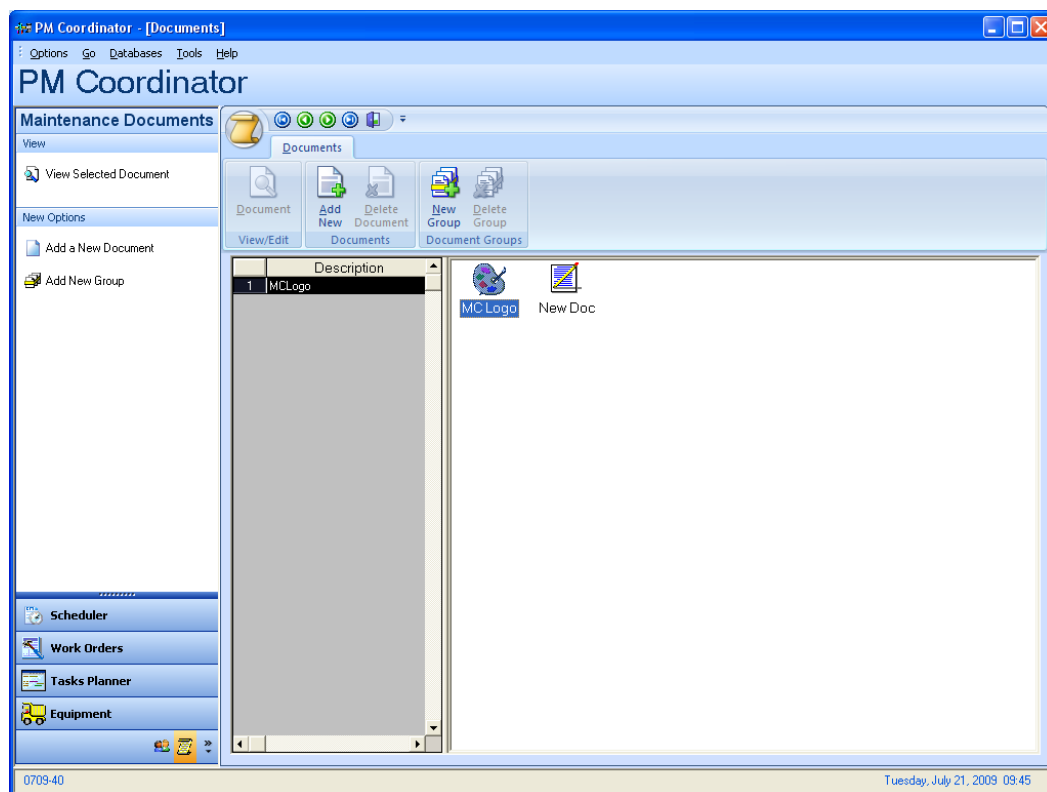 PM Coordinator - [Documents]
Options Go Databases Tools Help
PM Coordinator
Maintenance Documents
View
View Selected Document
New Options
Add a New Document
Add New Group
Scheduler
Work Orders
Tasks Planner
Equipment
Documents
Document
Add New
Delete Document
New Group
Delete Group
View/Edit
Documents
Document Groups
Description
1 MCLogo
MC Logo
New Doc
0709-40
Tuesday, July 21, 2009 09:45